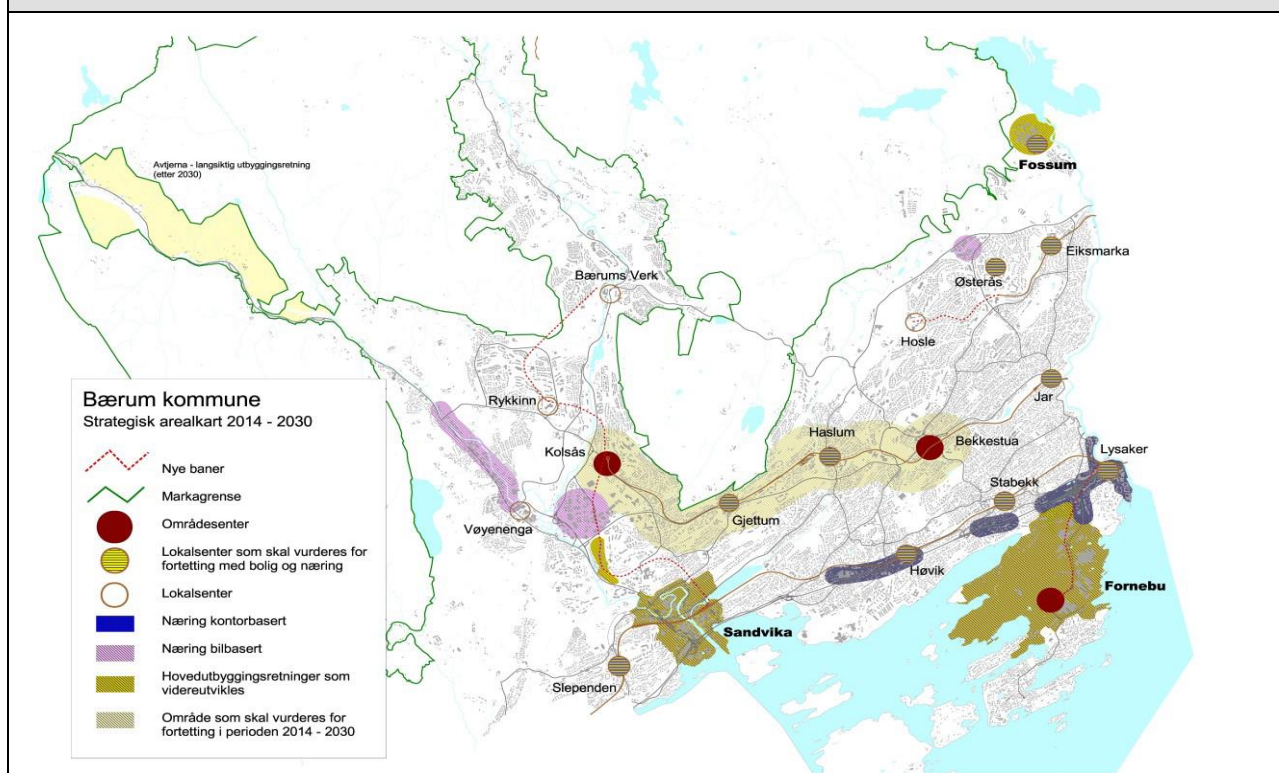 Avtjerna - langsiktig utbyggingsretning
(etter 2030)
Fossum
Eiksmarka
Østerås
Bærums Verk
Hosle
Jar
Rykkinn
Haslum
Bekkestua
Kolsås
Lysaker
Stabekk
Gjettum
Vøyenenga
Høvik
Fornebu
Sandvika
Slependen
Bærum kommune
Strategisk arealkart 2014 - 2030
Nye baner
Markagrense
Områdesenter
Lokalsenter som skal vurderes for
fortetting med bolig og næring
Lokalsenter
Næring kontorbasert
Næring bilbasert
Hovedutbyggingsretninger som
videreutvikles
Område som skal vurderes for
fortetting i perioden 2014 - 2030